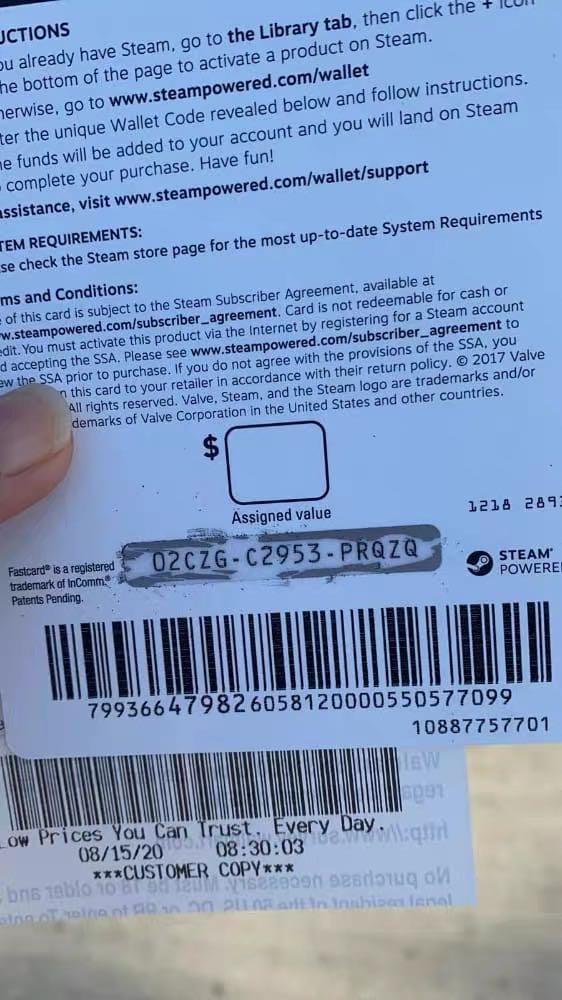 UCTIONS
ou already have Steam, go to the Library tab, then click the + icon
he bottom of the page to activate a product on Steam.
herwise, go to www.steampowered.com/wallet
ter the unique Wallet Code revealed below and follow instructions.
e funds will be added to your account and you will land on Steam
complete your purchase. Have fun!
assistance, visit www.steampowered.com/wallet/support
TEM REQUIREMENTS:
se check the Steam store page for the most up-to-date System Requirements
ms and Conditions:
of this card is subject to the Steam Subscriber Agreement, available at
w.steampowered.com/subscriber_agreement. Card is not redeemable for cash or
edit. You must activate this product via the Internet by registering for a Steam account
d accepting the SSA. Please see www.steampowered.com/subscriber_agreement to
ew the SSA prior to purchase. If you do not agree with the provisions of the SSA, you
n this card to your retailer in accordance with their return policy. © 2017 Valve
All rights reserved. Valve, Steam, and the Steam logo are trademarks and/or
demarks of Valve Corporation in the United States and other countries.
$
Assigned value
1218 289
Fastcard® is a registered
trademark of InComm.®
Patents Pending.
02CZG-C2953-PRQZQ
STEAM
POWERE
799366479826058120000550577099
10887757701
Low Prices You Can Trust. Every Day.
08/15/20 08:30:03
***CUSTOMER COPY***